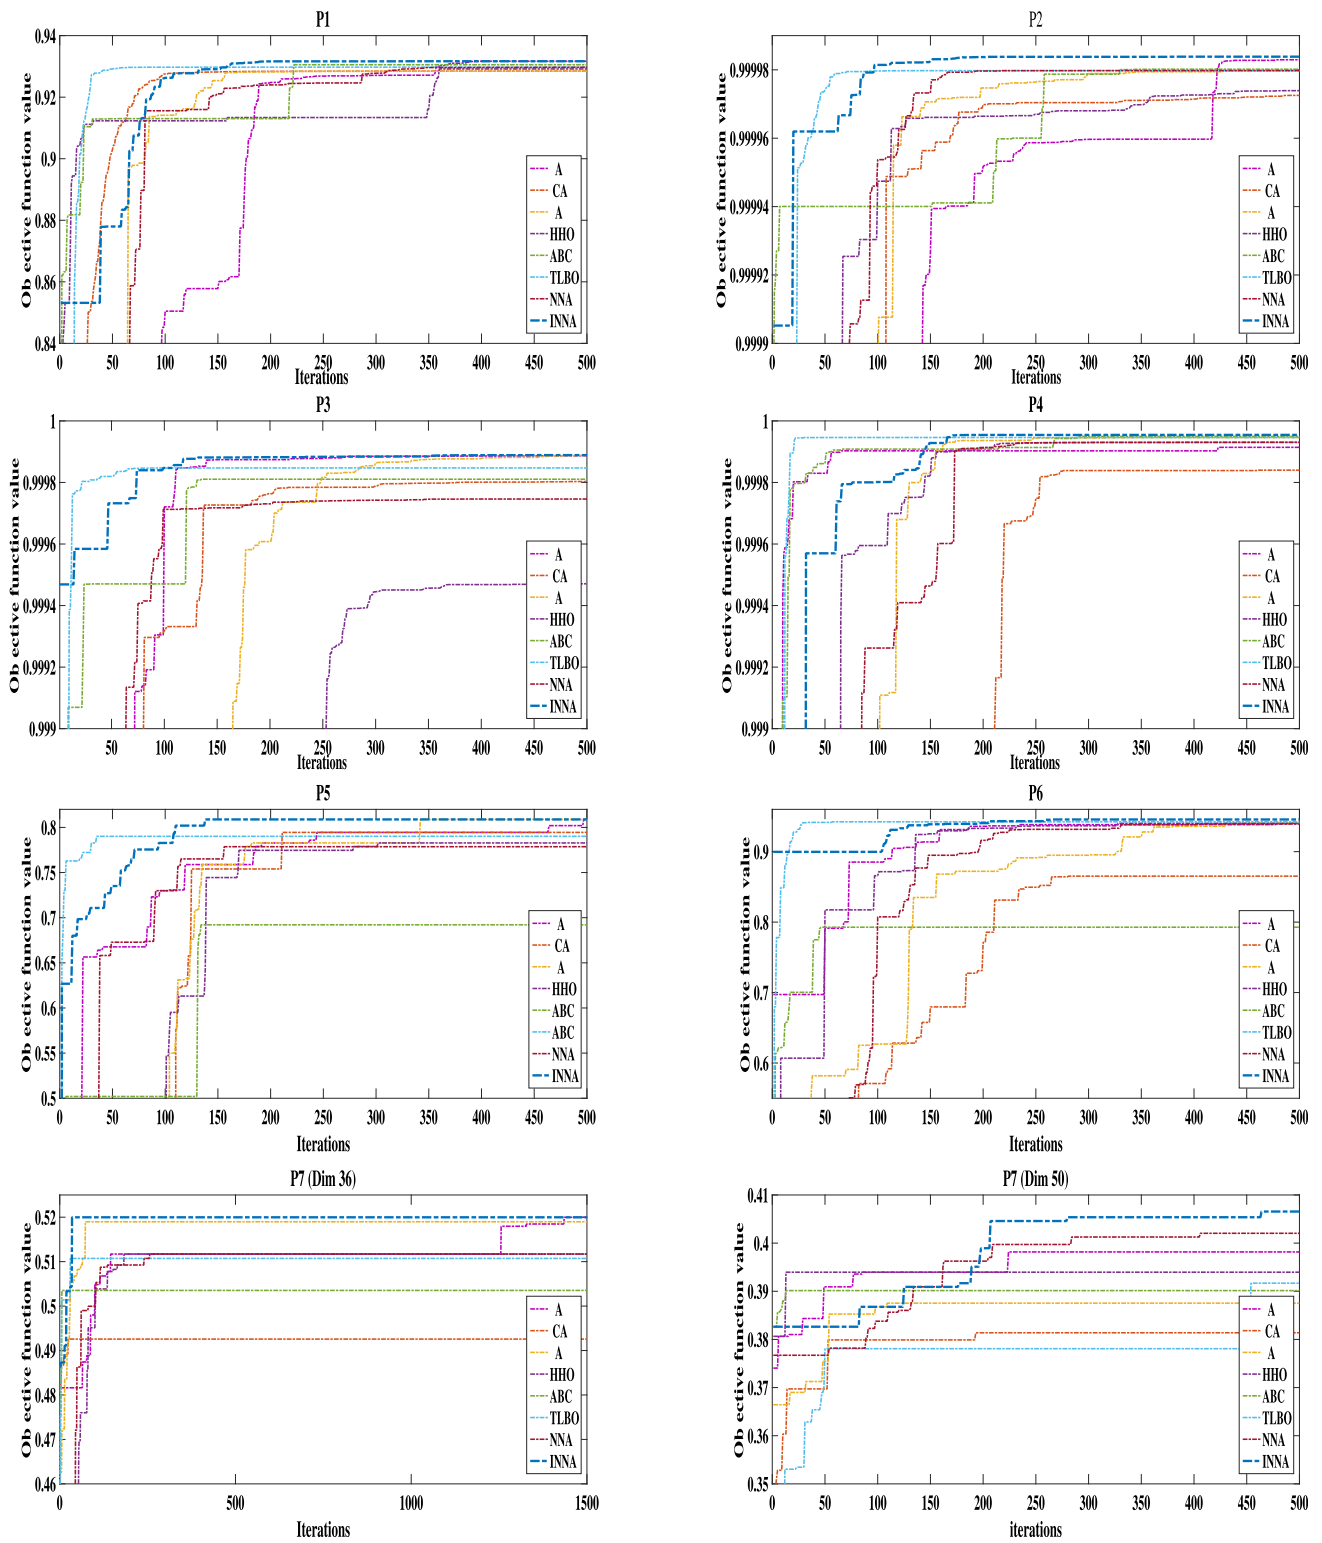 P1
Ob ective function value
0.94
0.92
0.9
0.88
0.86
0.84
0 50 100 150 200 250 300 350 400 450 500
Iterations
A
CA
A
HHO
ABC
TLBO
NNA
INNA
P2
Ob ective function value
0.99998
0.99996
0.99994
0.99992
0.9999
0 50 100 150 200 250 300 350 400 450 500
Iterations
A
CA
A
HHO
ABC
TLBO
NNA
INNA
P3
Ob ective function value
1
0.9998
0.9996
0.9994
0.9992
0.999
50 100 150 200 250 300 350 400 450 500
Iterations
A
CA
A
HHO
ABC
TLBO
NNA
INNA
P4
Ob ective function value
1
0.9998
0.9996
0.9994
0.9992
0.999
0 50 100 150 200 250 300 350 400 450 500
Iterations
A
CA
A
HHO
ABC
TLBO
NNA
INNA
P5
Ob ective function value
0.8
0.75
0.7
0.65
0.6
0.55
0.5
0 50 100 150 200 250 300 350 400 450 500
Iterations
A
CA
A
HHO
ABC
ABC
NNA
INNA
P6
Ob ective function value
0.9
0.8
0.7
0.6
0 50 100 150 200 250 300 350 400 450 500
Iterations
A
CA
A
HHO
ABC
TLBO
NNA
INNA
P7 (Dim 36)
Ob ective function value
0.52
0.51
0.5
0.49
0.48
0.47
0.46
0 500 1000 1500
Iterations
A
CA
A
HHO
ABC
TLBO
NNA
INNA
P7 (Dim 50)
Ob ective function value
0.41
0.4
0.39
0.38
0.37
0.36
0.35
0 50 100 150 200 250 300 350 400 450 500
iterations
A
CA
A
HHO
ABC
TLBO
NNA
INNA